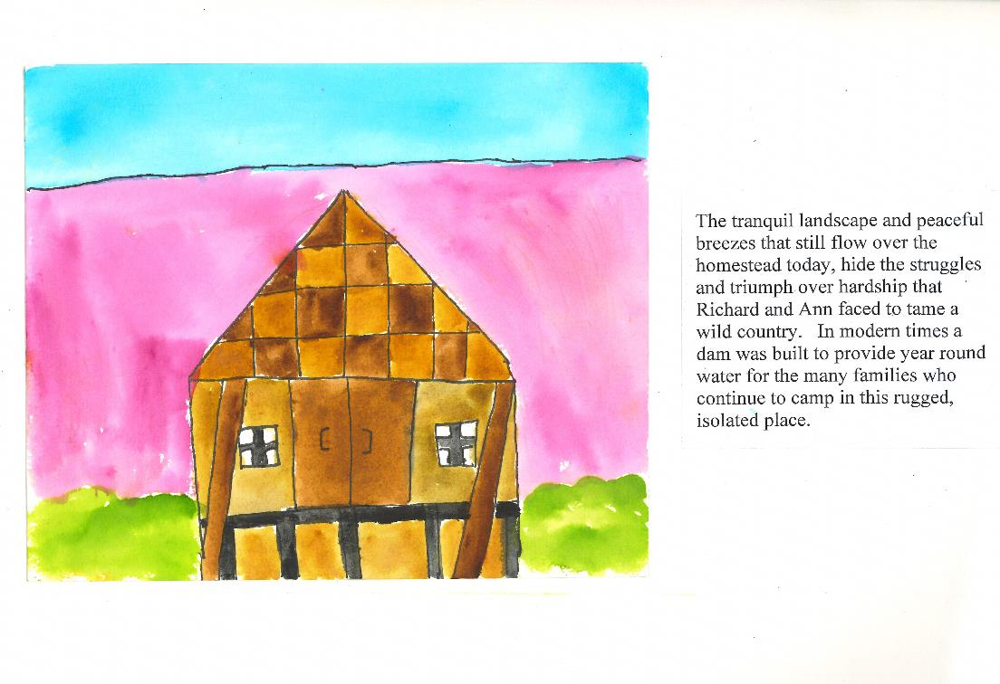 The tranquil landscape and peaceful
breezes that still flow over the
homestead today, hide the struggles
and triumph over hardship that
Richard and Ann faced to tame a
wild country.   In modern times a
dam was built to provide year round
water for the many families who
continue to camp in this rugged,
isolated place.